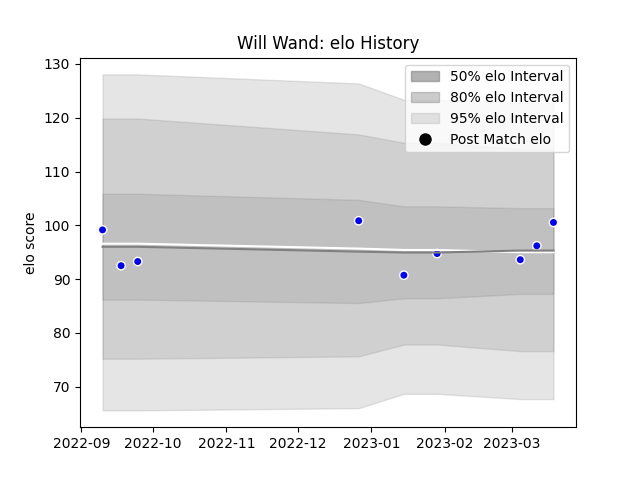 Will Wand: elo History
130
120
110
100
90
80
70
elo score
50% elo Interval
80% elo Interval
95% elo Interval
Post Match elo
2022-09 2022-10 2022-11 2022-12 2023-01 2023-02 2023-03